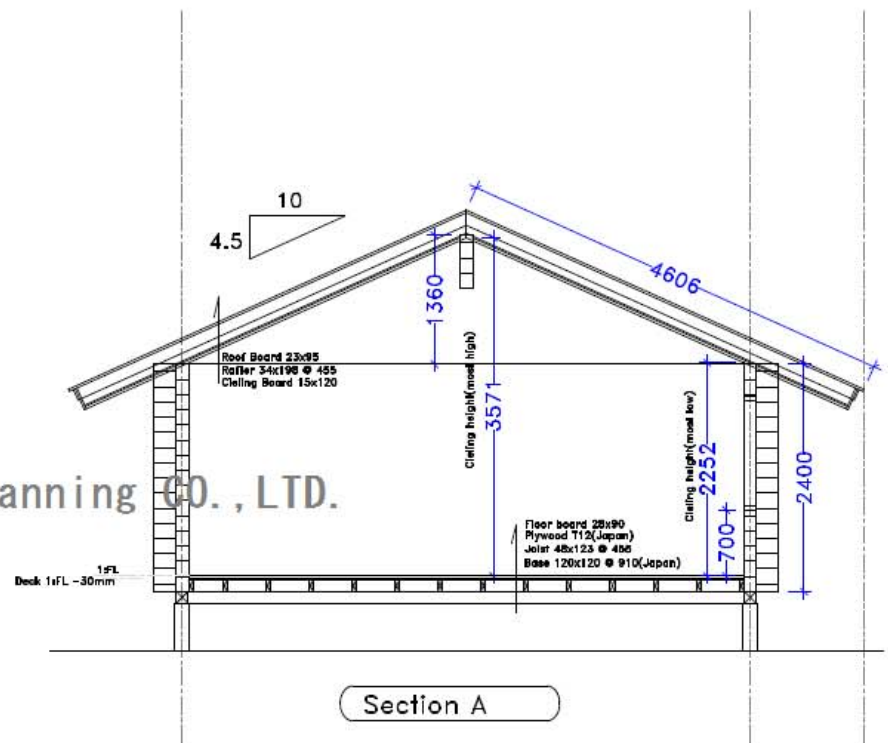 10
4.5
4606
1360
Roof Board 23x95
Rafter 34x198 @ 455
Cieling Board 15x120
Cieling height(most high)
3571
Cieling height(most low)
2252
2400
700
anning CO.,LTD.
Floor board 28x90
Plywood T12(Japan)
Joist 48x123 @ 455
Base 120x120 @ 910(Japan)
1:FL
Deck 1:FL -30mm
Section A